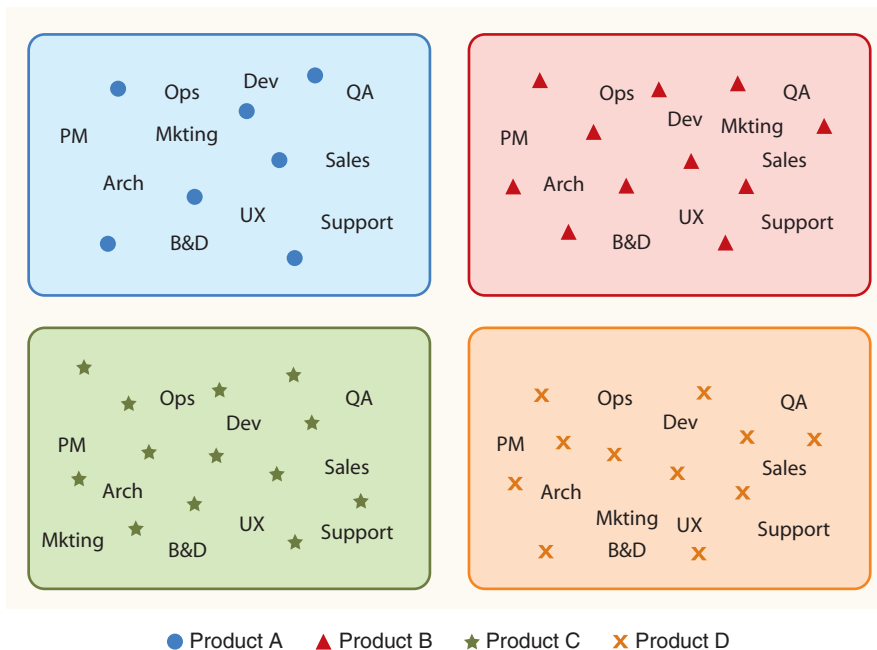 Ops
Dev
QA
PM
Mkting
Sales
Arch
UX
Support
B&D
Ops
Dev
QA
PM
Mkting
Sales
Arch
UX
Support
B&D
Ops
Dev
QA
PM
Sales
Arch
UX
Support
Mkting
B&D
Ops
Dev
QA
PM
Sales
Arch
Mkting
UX
Support
B&D
Product A
Product B
Product C
Product D